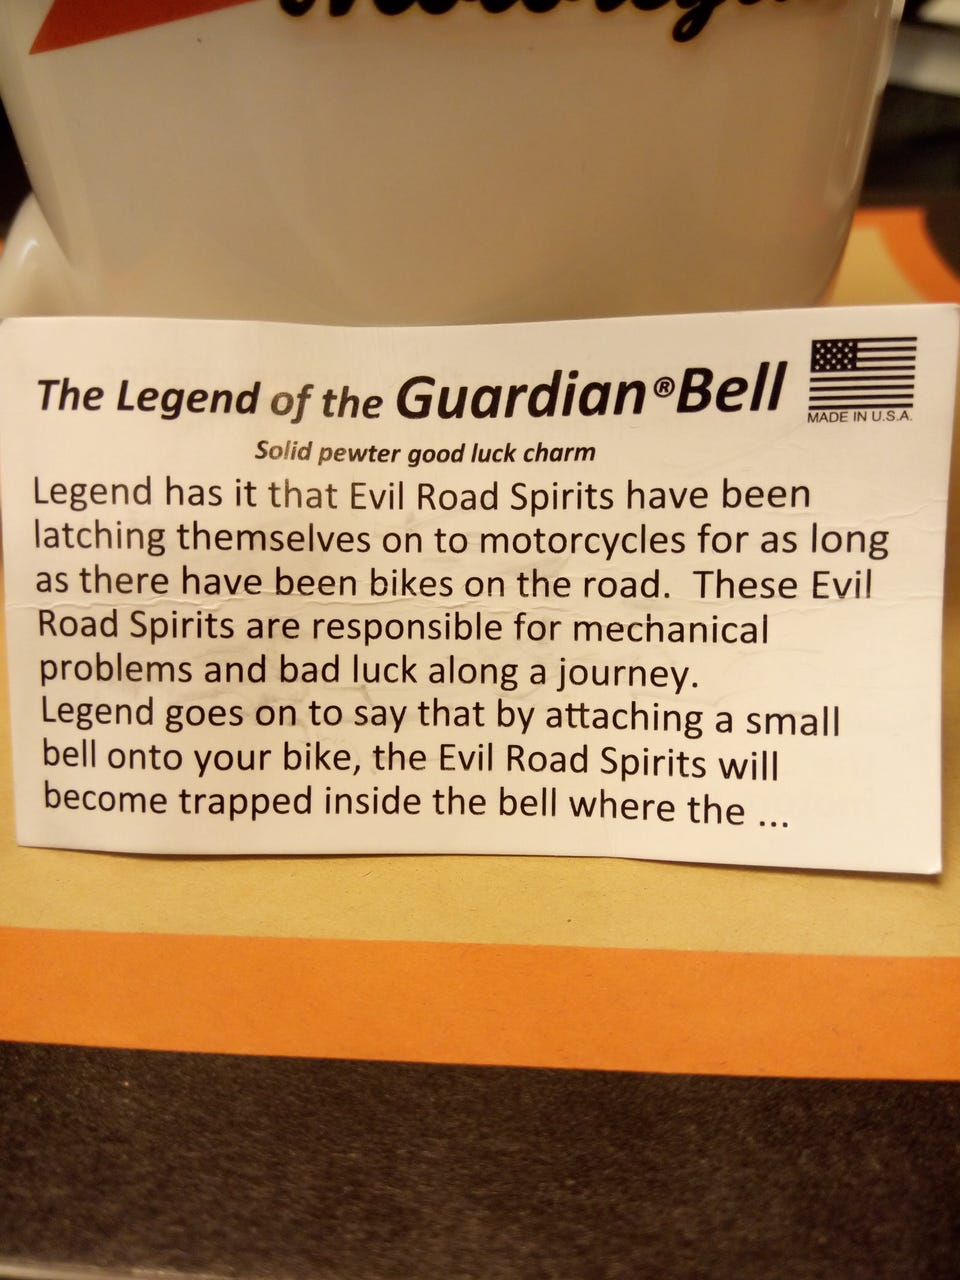 The Legend of the Guardian® Bell
MADE IN U.S.A.
Solid pewter good luck charm
Legend has it that Evil Road Spirits have been
latching themselves on to motorcycles for as long
as there have been bikes on the road. These Evil
Road Spirits are responsible for mechanical
problems and bad luck along a journey.
Legend goes on to say that by attaching a small
bell onto your bike, the Evil Road Spirits will
become trapped inside the bell where the ...